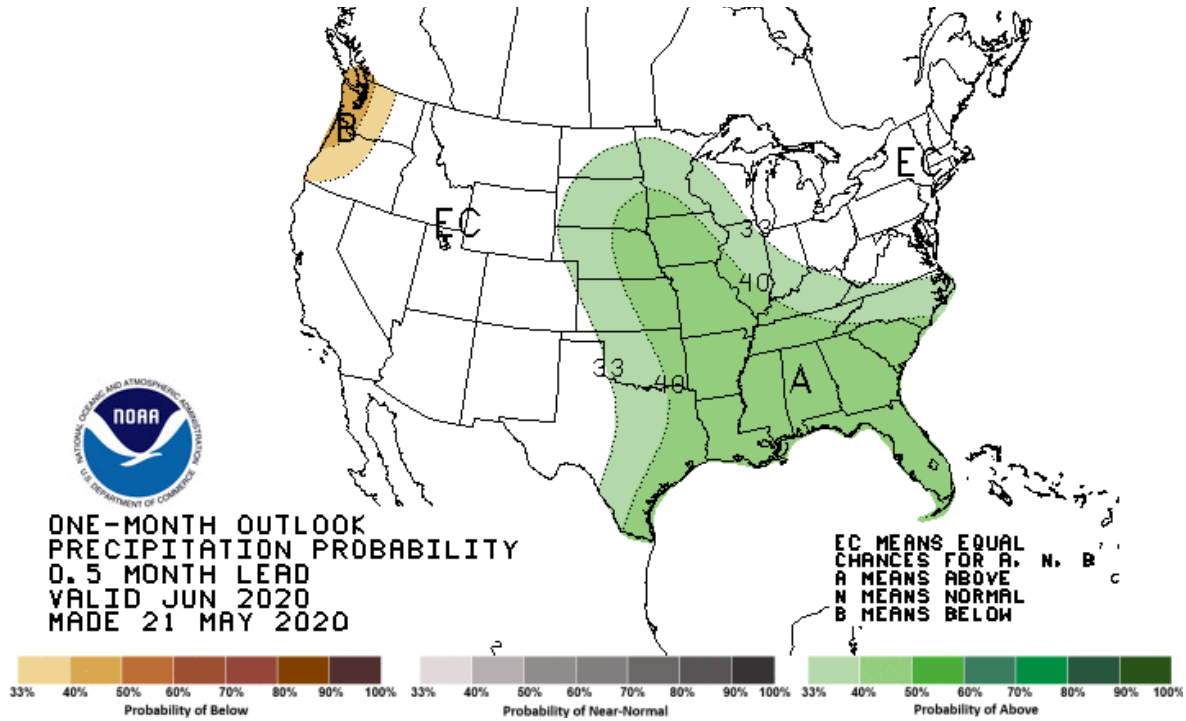 B
EC
EC
33
40
33
40
A
NATIONAL OCEANIC AND ATMOSPHERIC ADMINISTRATION
NOAA
U.S. DEPARTMENT OF COMMERCE
ONE-MONTH OUTLOOK
PRECIPITATION PROBABILITY
0.5 MONTH LEAD
VALID JUN 2020
MADE 21 MAY 2020
EC MEANS EQUAL
CHANCES FOR A, N, B
A MEANS ABOVE
N MEANS NORMAL
B MEANS BELOW
33% 40% 50% 60% 70% 80% 90% 100%
Probability of Below
33% 40% 50% 60% 70% 80% 90% 100%
Probability of Near-Normal
33% 40% 50% 60% 70% 80% 90% 100%
Probability of Above